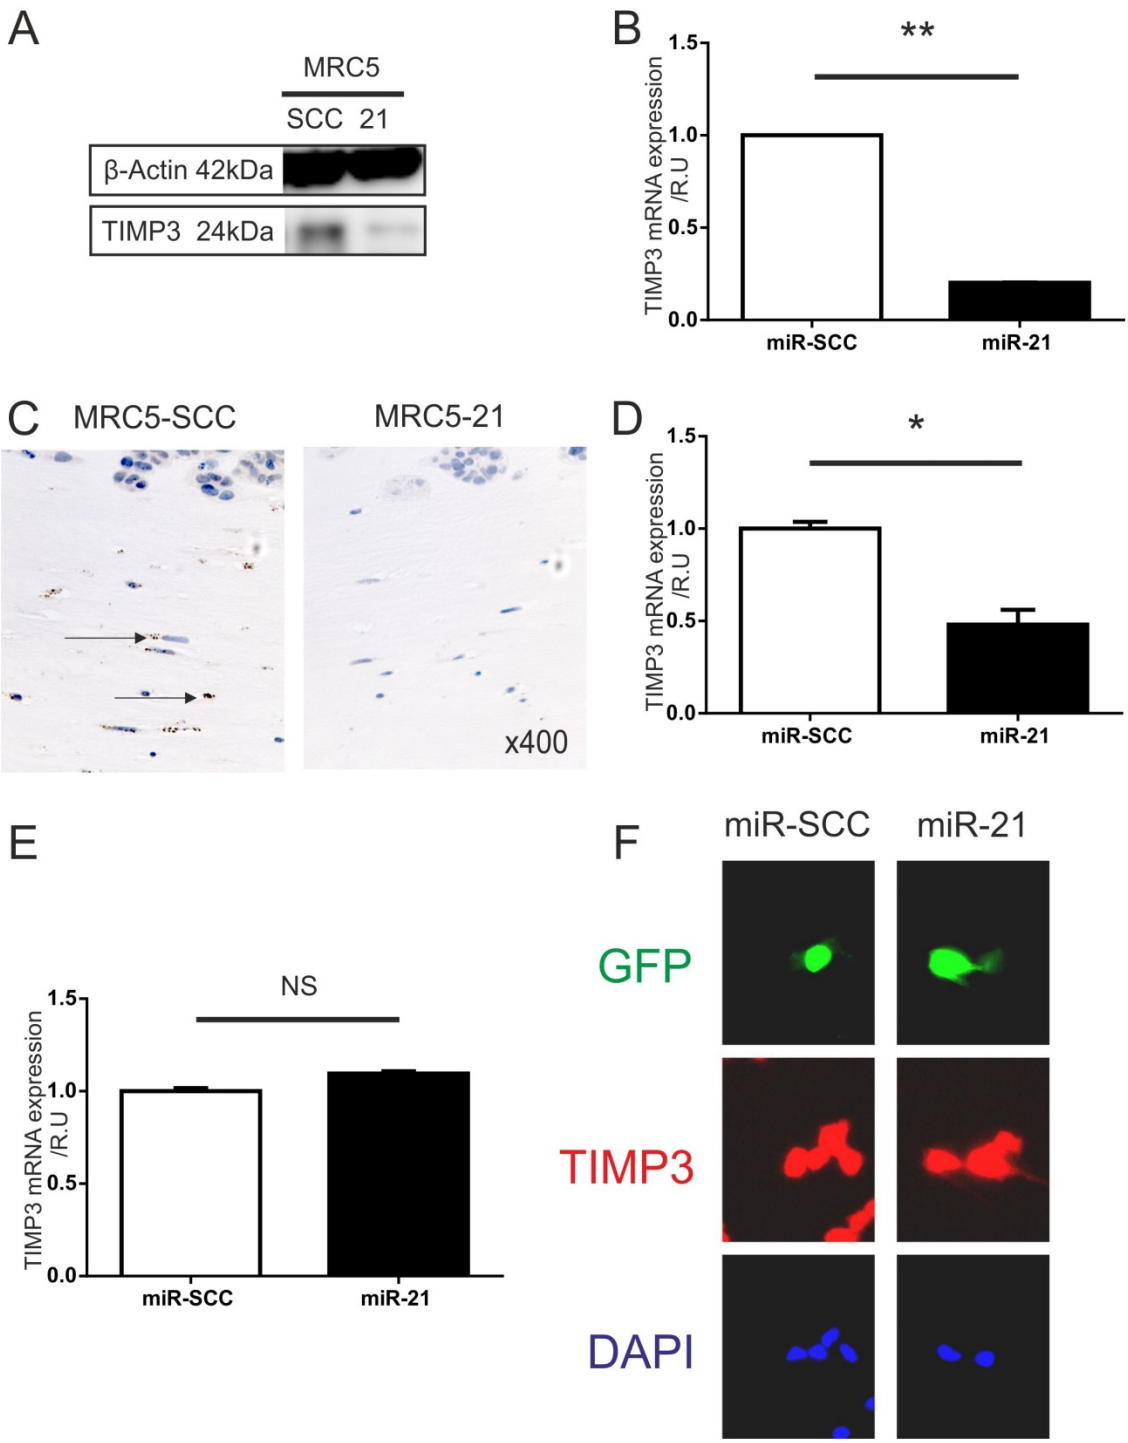 A
MRC5
SCC 21
β-Actin 42kDa
TIMP3 24kDa
B
**
TIMP3 mRNA expression
/R.U
1.5
1.0
0.5
0.0
miR-SCC miR-21
C
MRC5-SCC MRC5-21
x400
D
*
TIMP3 mRNA expression
/R.U
1.5
1.0
0.5
0.0
miR-SCC miR-21
E
NS
TIMP3 mRNA expression
/R.U
1.5
1.0
0.5
0.0
miR-SCC miR-21
F
miR-SCC miR-21
GFP
TIMP3
DAPI